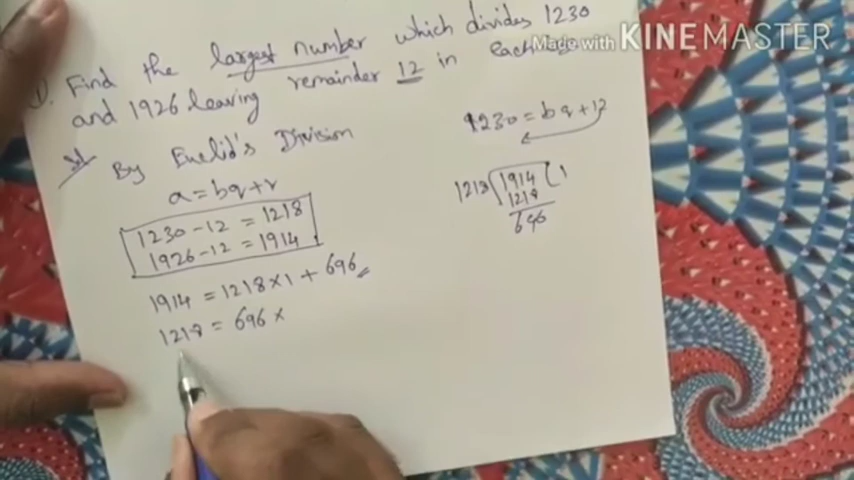 1). Find the largest number which divides 1230
and 1926 leaving remainder 12 in each
Made with KINEMASTER
Sol By Euclid's Division
a = bq + r
1230 - 12 = 1218
1926 - 12 = 1914
1914 = 1218 × 1 + 696
1218 = 696 ×
1230 = bq + 12
1218 ) 1914 ( 1
1218
696